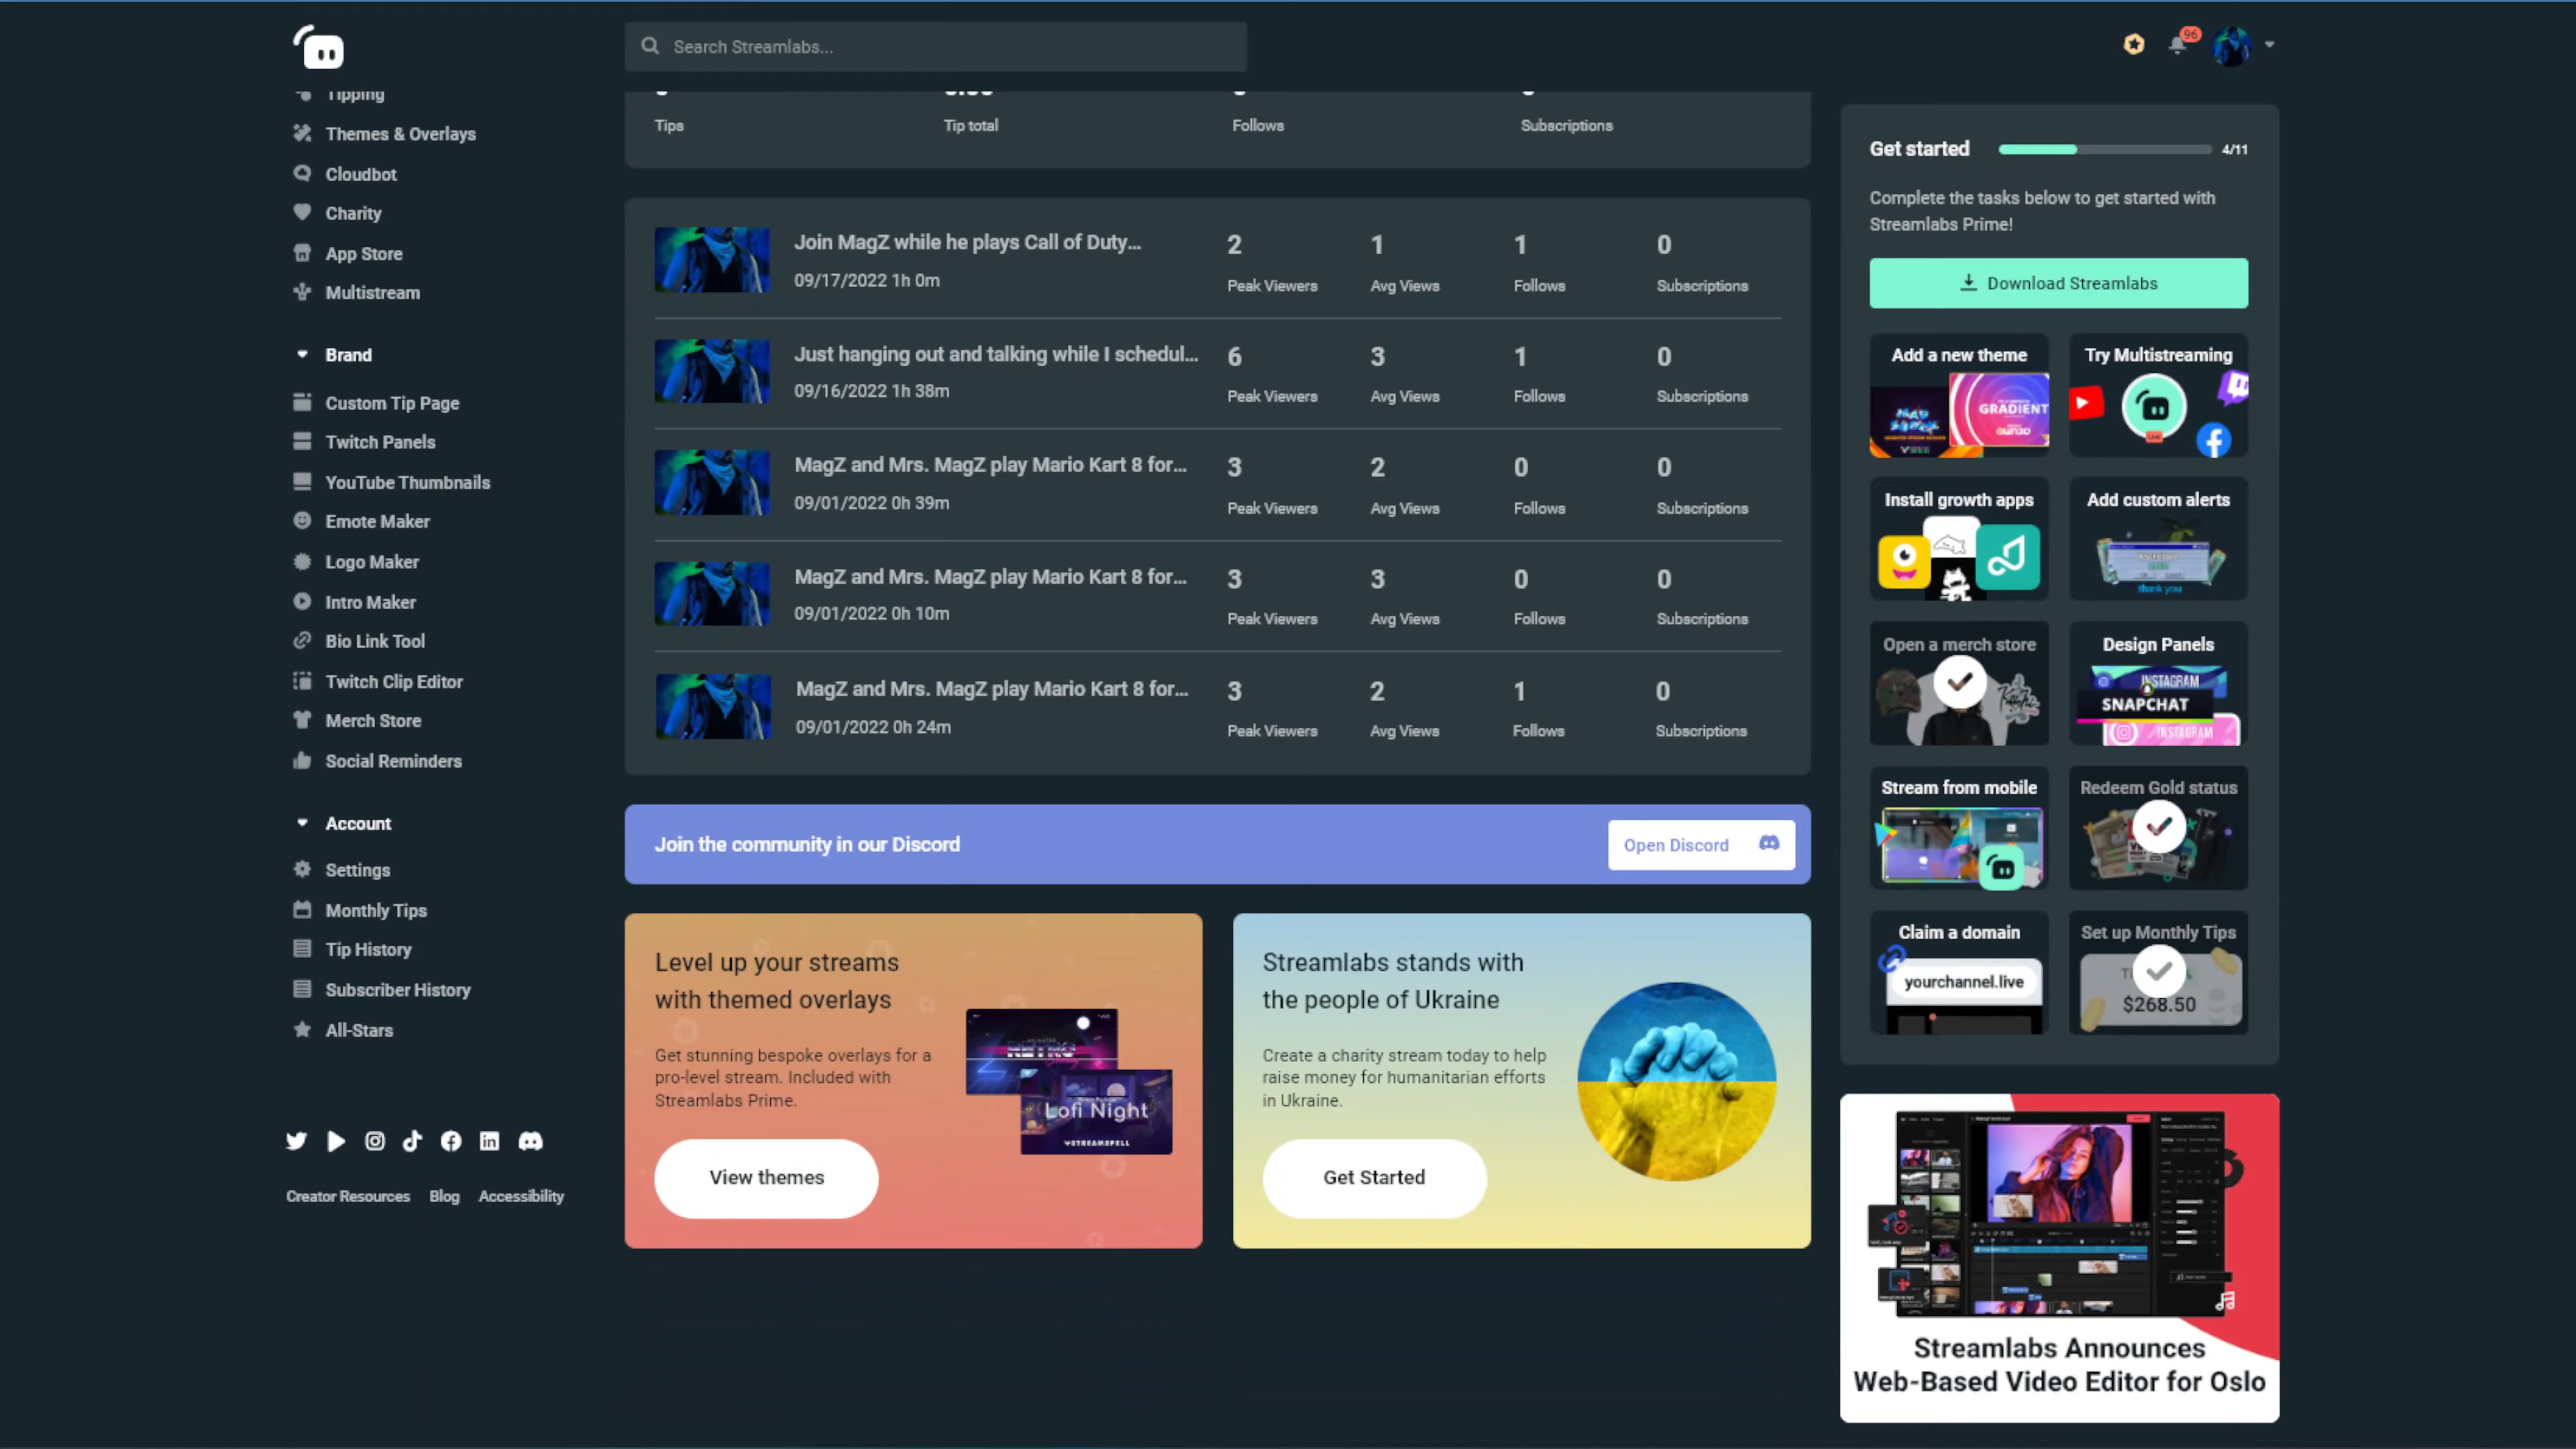 Search Streamlabs...
96
Tipping
Themes & Overlays
Cloudbot
Charity
App Store
Multistream
Brand
Custom Tip Page
Twitch Panels
YouTube Thumbnails
Emote Maker
Logo Maker
Intro Maker
Bio Link Tool
Twitch Clip Editor
Merch Store
Social Reminders
Account
Settings
Monthly Tips
Tip History
Subscriber History
All-Stars
Creator Resources Blog Accessibility
Tips Tip total Follows Subscriptions
Join MagZ while he plays Call of Duty... 2 1 1 0
09/17/2022 1h 0m Peak Viewers Avg Views Follows Subscriptions
Just hanging out and talking while I schedul... 6 3 1 0
09/16/2022 1h 38m Peak Viewers Avg Views Follows Subscriptions
MagZ and Mrs. MagZ play Mario Kart 8 for... 3 2 0 0
09/01/2022 0h 39m Peak Viewers Avg Views Follows Subscriptions
MagZ and Mrs. MagZ play Mario Kart 8 for... 3 3 0 0
09/01/2022 0h 10m Peak Viewers Avg Views Follows Subscriptions
MagZ and Mrs. MagZ play Mario Kart 8 for... 3 2 1 0
09/01/2022 0h 24m Peak Viewers Avg Views Follows Subscriptions
Join the community in our Discord Open Discord
Level up your streams
with themed overlays
Get stunning bespoke overlays for a
pro-level stream. Included with
Streamlabs Prime.
View themes
RETRO
Lofi Night
Streamlabs stands with
the people of Ukraine
Create a charity stream today to help
raise money for humanitarian efforts
in Ukraine.
Get Started
Get started 4/11
Complete the tasks below to get started with
Streamlabs Prime!
Download Streamlabs
Add a new theme Try Multistreaming
GRADIENT
Install growth apps Add custom alerts
thank you
Open a merch store Design Panels
INSTAGRAM
SNAPCHAT
INSTAGRAM
Stream from mobile Redeem Gold status
Claim a domain Set up Monthly Tips
yourchannel.live
$268.50
Streamlabs Announces
Web-Based Video Editor for Oslo